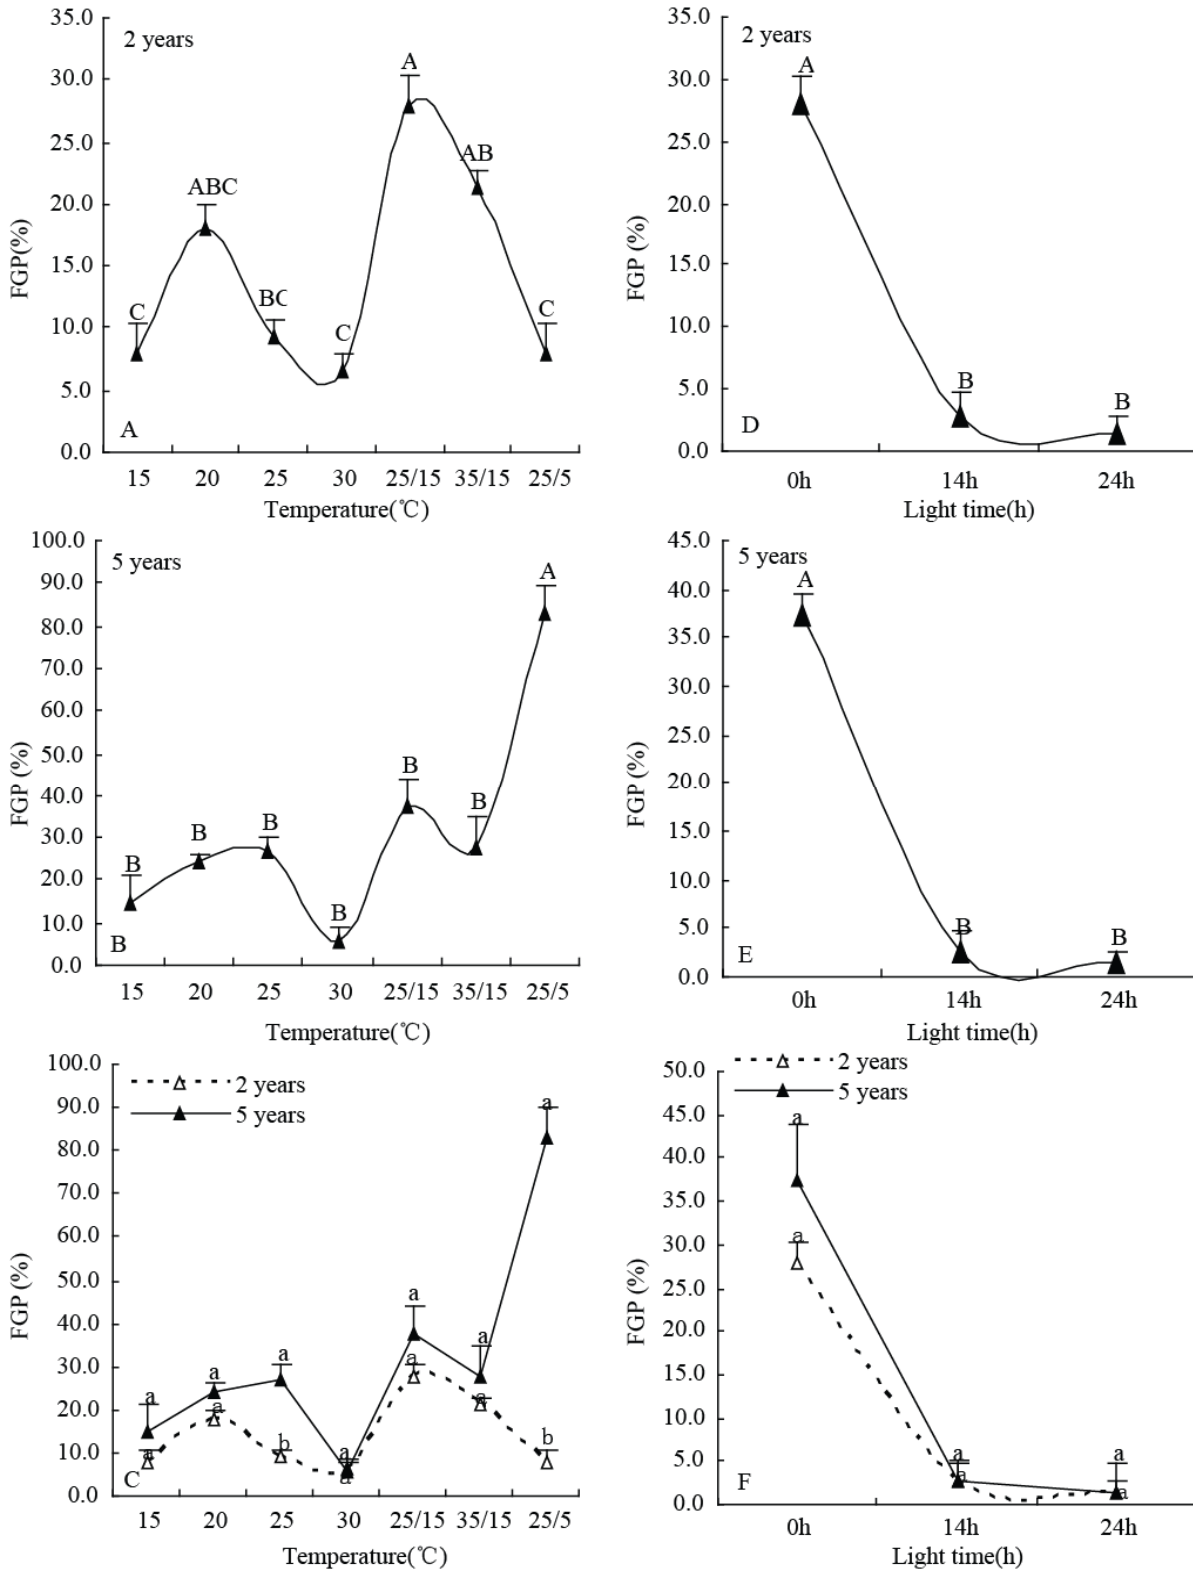 35.0
2 years
30.0
25.0
20.0
15.0
10.0
5.0
0.0
FGP(%)
C
ABC
BC
C
A
AB
C
A
15 20 25 30 25/15 35/15 25/5
Temperature(℃)
35.0
2 years
30.0
25.0
20.0
15.0
10.0
5.0
0.0
FGP (%)
A
B
B
D
0h 14h 24h
Light time(h)
100.0
5 years
90.0
80.0
70.0
60.0
50.0
40.0
30.0
20.0
10.0
0.0
FGP (%)
B
B
B
B
B
B
A
B
15 20 25 30 25/15 35/15 25/5
Temperature(℃)
45.0
5 years
40.0
35.0
30.0
25.0
20.0
15.0
10.0
5.0
0.0
FGP (%)
A
B
B
E
0h 14h 24h
Light time(h)
100.0
2 years
5 years
90.0
80.0
70.0
60.0
50.0
40.0
30.0
20.0
10.0
0.0
FGP (%)
a
a
a
a
a
a
a
a
a
b
a
a
a
b
C
15 20 25 30 25/15 35/15 25/5
Temperature(℃)
2 years
5 years
50.0
45.0
40.0
35.0
30.0
25.0
20.0
15.0
10.0
5.0
0.0
FGP (%)
a
a
a
a
a
a
F
0h 14h 24h
Light time(h)